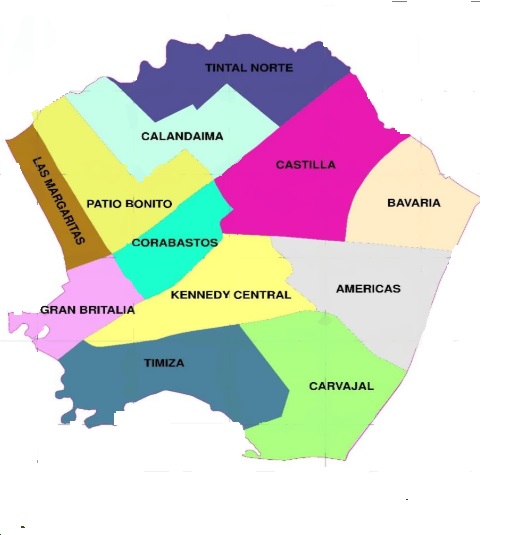 TINTAL NORTE
CALANDAIMA
CASTILLA
LAS MARGARITAS
PATIO BONITO
BAVARIA
CORABASTOS
AMERICAS
KENNEDY CENTRAL
GRAN BRITALIA
TIMIZA
CARVAJAL